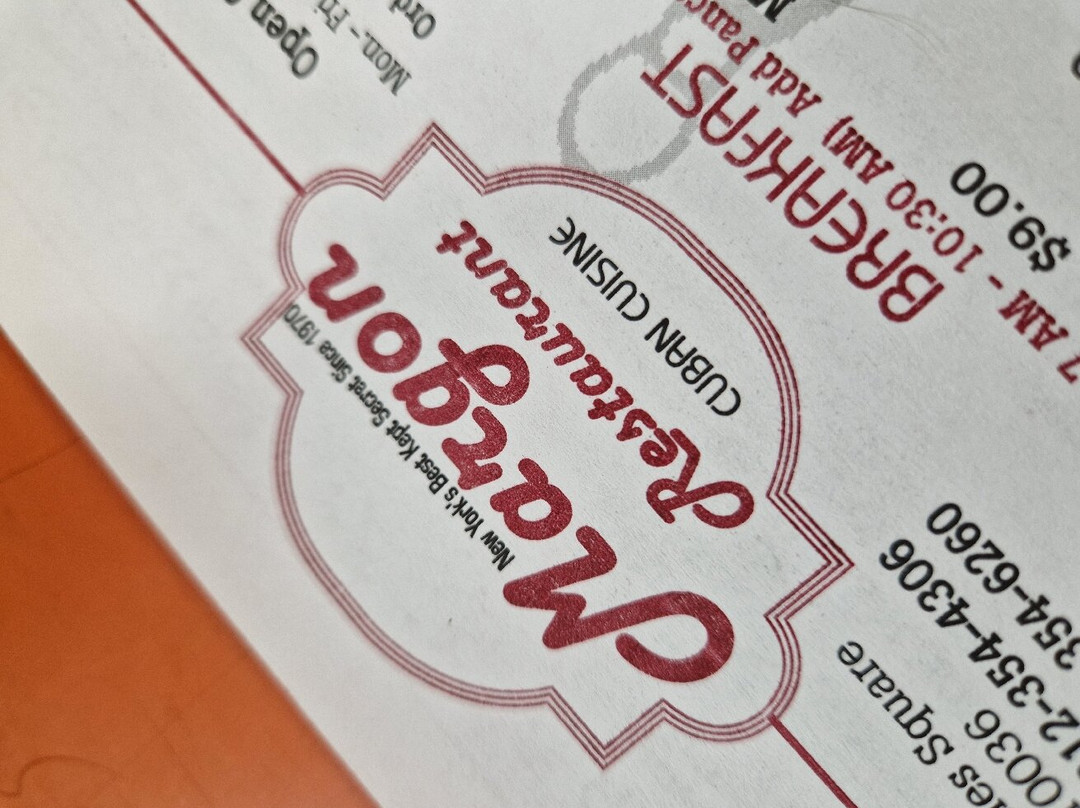 Open
Mon. - Fri
Ord
New York's Best Kept Secret Since 1970
Margon
Restaurant
CUBAN CUISINE
Square
0036
12-354-4306
354-6260
BREAKFAST
7 AM - 10:30 AM) Add Panc
$9.00